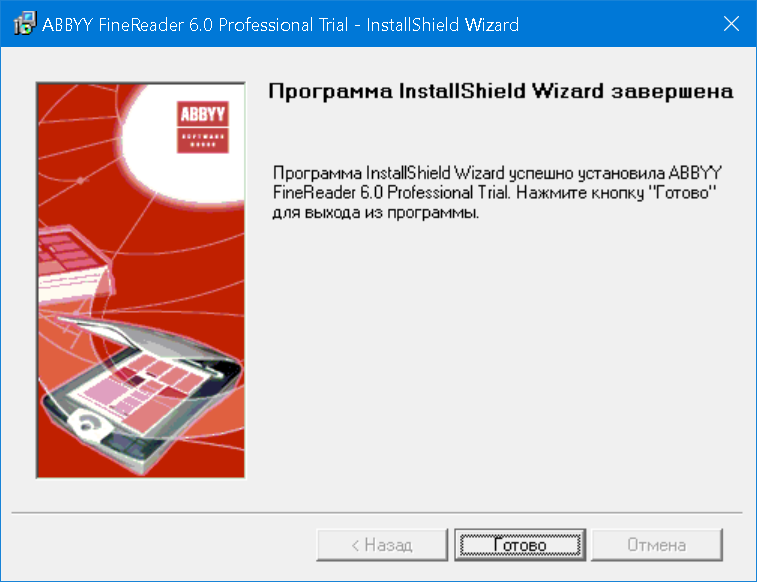 ABBYY FineReader 6.0 Professional Trial - InstallShield Wizard
ABBYY
SOFTWARE
HOUSE
Программа InstallShield Wizard завершена
Программа InstallShield Wizard успешно установила ABBYY
FineReader 6.0 Professional Trial. Нажмите кнопку "Готово"
для выхода из программы.
< Назад
Готово
Отмена